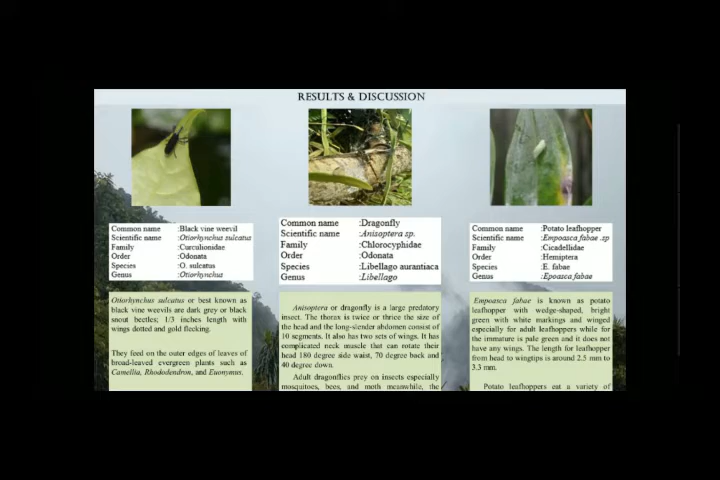 RESULTS & DISCUSSION
Common name :Black vine weevil
Scientific name :Otiorhynchus sulcatus
Family :Curculionidae
Order :Odonata
Species :O. sulcatus
Genus :Otiorhynchus
Otiorhynchus sulcatus or best known as
black vine weevils are dark grey or black
snout beetles; 1/3 inches length with
wings dotted and gold flecking.
They feed on the outer edges of leaves of
broad-leaved evergreen plants such as
Camellia, Rhododendron, and Euonymus.
Common name :Dragonfly
Scientific name :Anisoptera sp.
Family :Chlorocyphidae
Order :Odonata
Species :Libellago aurantiaca
Genus :Libellago
Anisoptera or dragonfly is a large predatory
insect. The thorax is twice or thrice the size of
the head and the long-slender abdomen consist of
10 segments. It also has two sets of wings. It has
complicated neck muscle that can rotate their
head 180 degree side waist, 70 degree back and
40 degree down.
Adult dragonflies prey on insects especially
mosquitoes, bees, and moth meanwhile, the
Common name :Potato leafhopper
Scientific name :Empoasca fabae .sp
Family :Cicadellidae
Order :Hemiptera
Species :E. fabae
Genus :Epoasca fabae
Empoasca fabae is known as potato
leafhopper with wedge-shaped, bright
green with white markings and winged
especially for adult leafhoppers while for
the immature is pale green and it does not
have any wings. The length for leafhopper
from head to wingtips is around 2.5 mm to
3.3 mm.
Potato leafhoppers eat a variety of